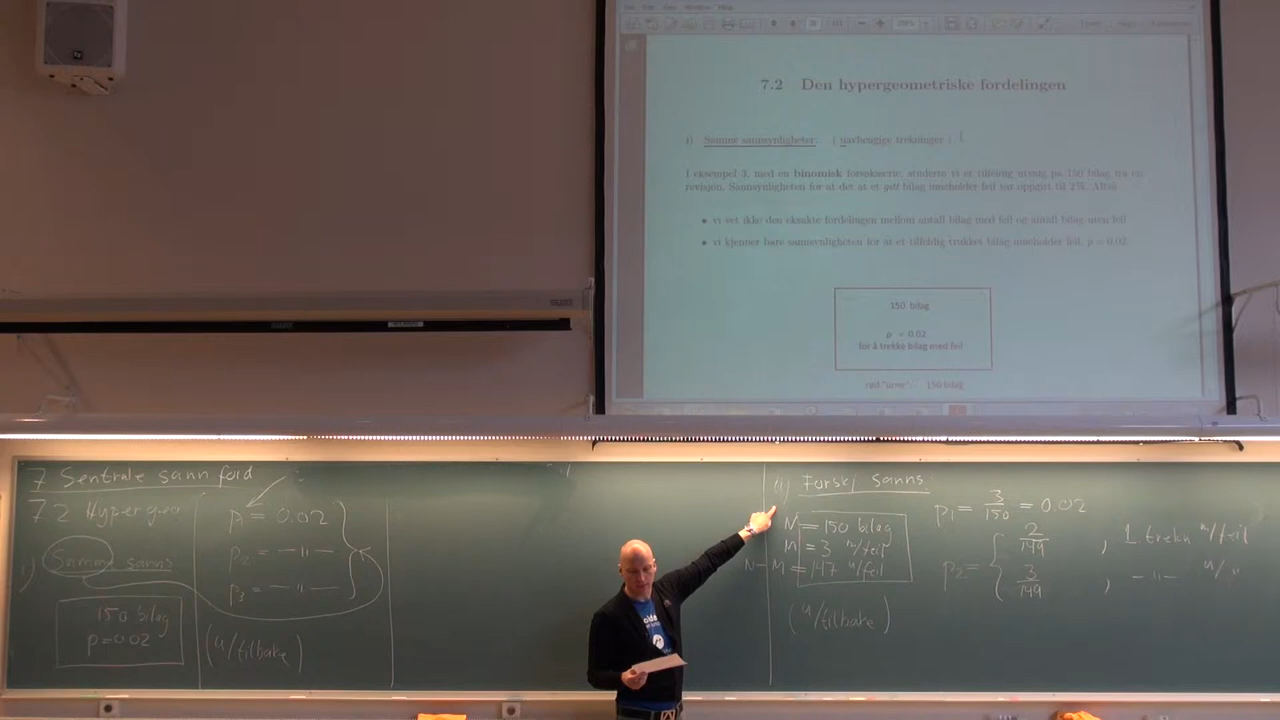 7.2 Den hypergeometriske fordelingen
i) Samme sannsynligheter: ( uavhengige trekninger )
I eksempel 3, med en binomisk forsøksserie, studerte vi et tilfeldig utvalg på 150 bilag fra en
revisjon. Sannsynligheten for at det at et gitt bilag inneholder feil var oppgitt til 2%. Altså
• vi vet ikke den eksakte fordelingen mellom antall bilag med feil og antall bilag uten feil
• vi kjenner bare sannsynligheten for at et tilfeldig trukket bilag inneholder feil, p = 0.02
150 bilag
p = 0.02
for å trekke bilag med feil
rød "urne": 150 bilag
7 Sentrale sann ford
7.2 Hypergeo
i) Samme sanns
150 bilag
p=0.02
p1 = 0.02
p2 = —"—
p3 = —"—
(u/tilbake)
ii) Forskj sanns.
N = 150 bilag
M = 3 m/feil
N-M = 147 u/feil
(u/tilbake)
p1 = 3/150 = 0.02
p2 = { 2/149 , 1 trekn m/feil
3/149 , —"— u/"